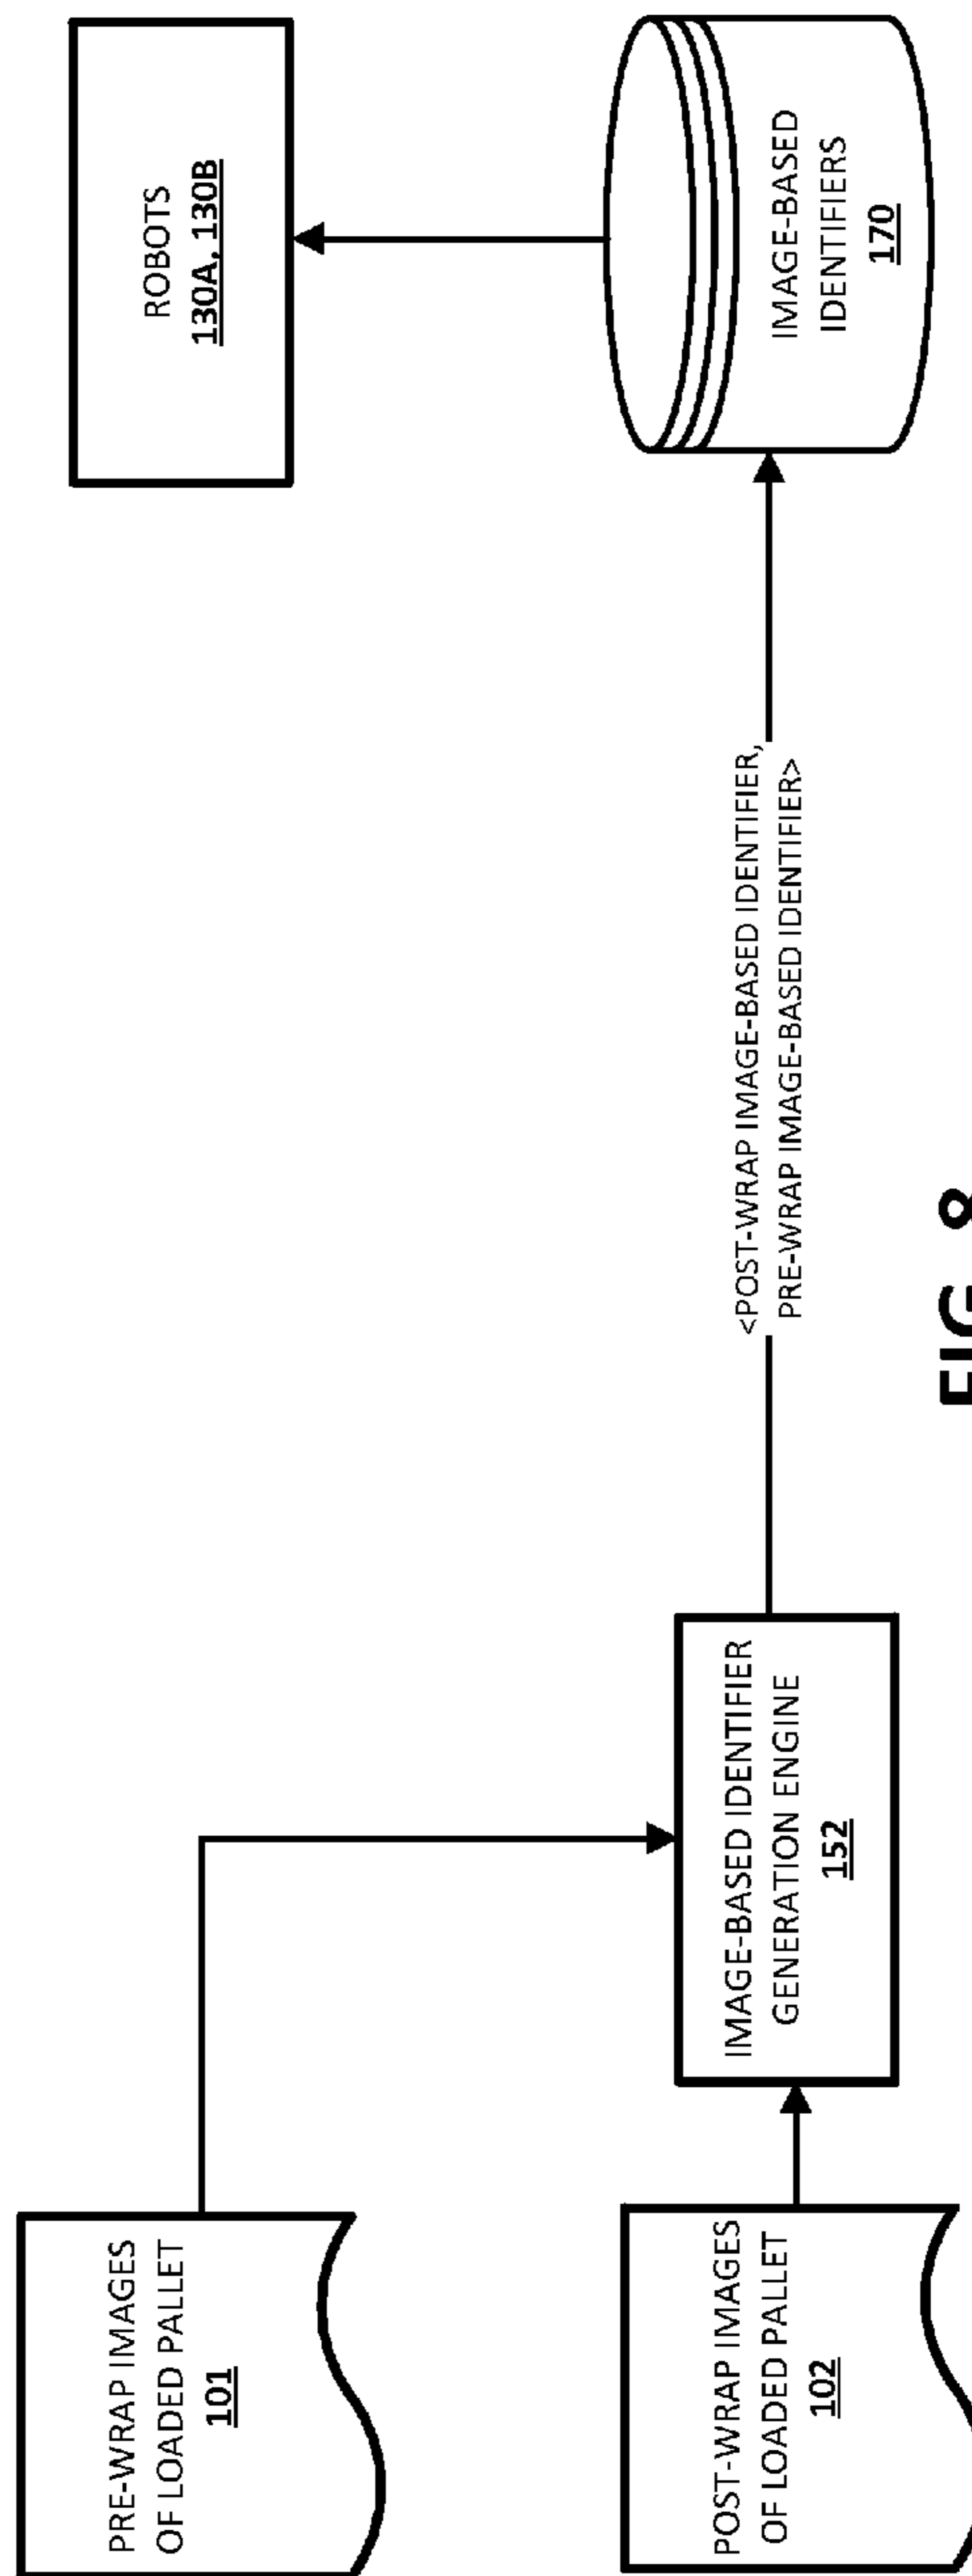 PRE-WRAP IMAGES
OF LOADED PALLET
101
POST-WRAP IMAGES
OF LOADED PALLET
102
IMAGE-BASED IDENTIFIER
GENERATION ENGINE
152
<POST-WRAP IMAGE-BASED IDENTIFIER,
PRE-WRAP IMAGE-BASED IDENTIFIER>
ROBOTS
130A, 130B
IMAGE-BASED
IDENTIFIERS
170
FIG. 8